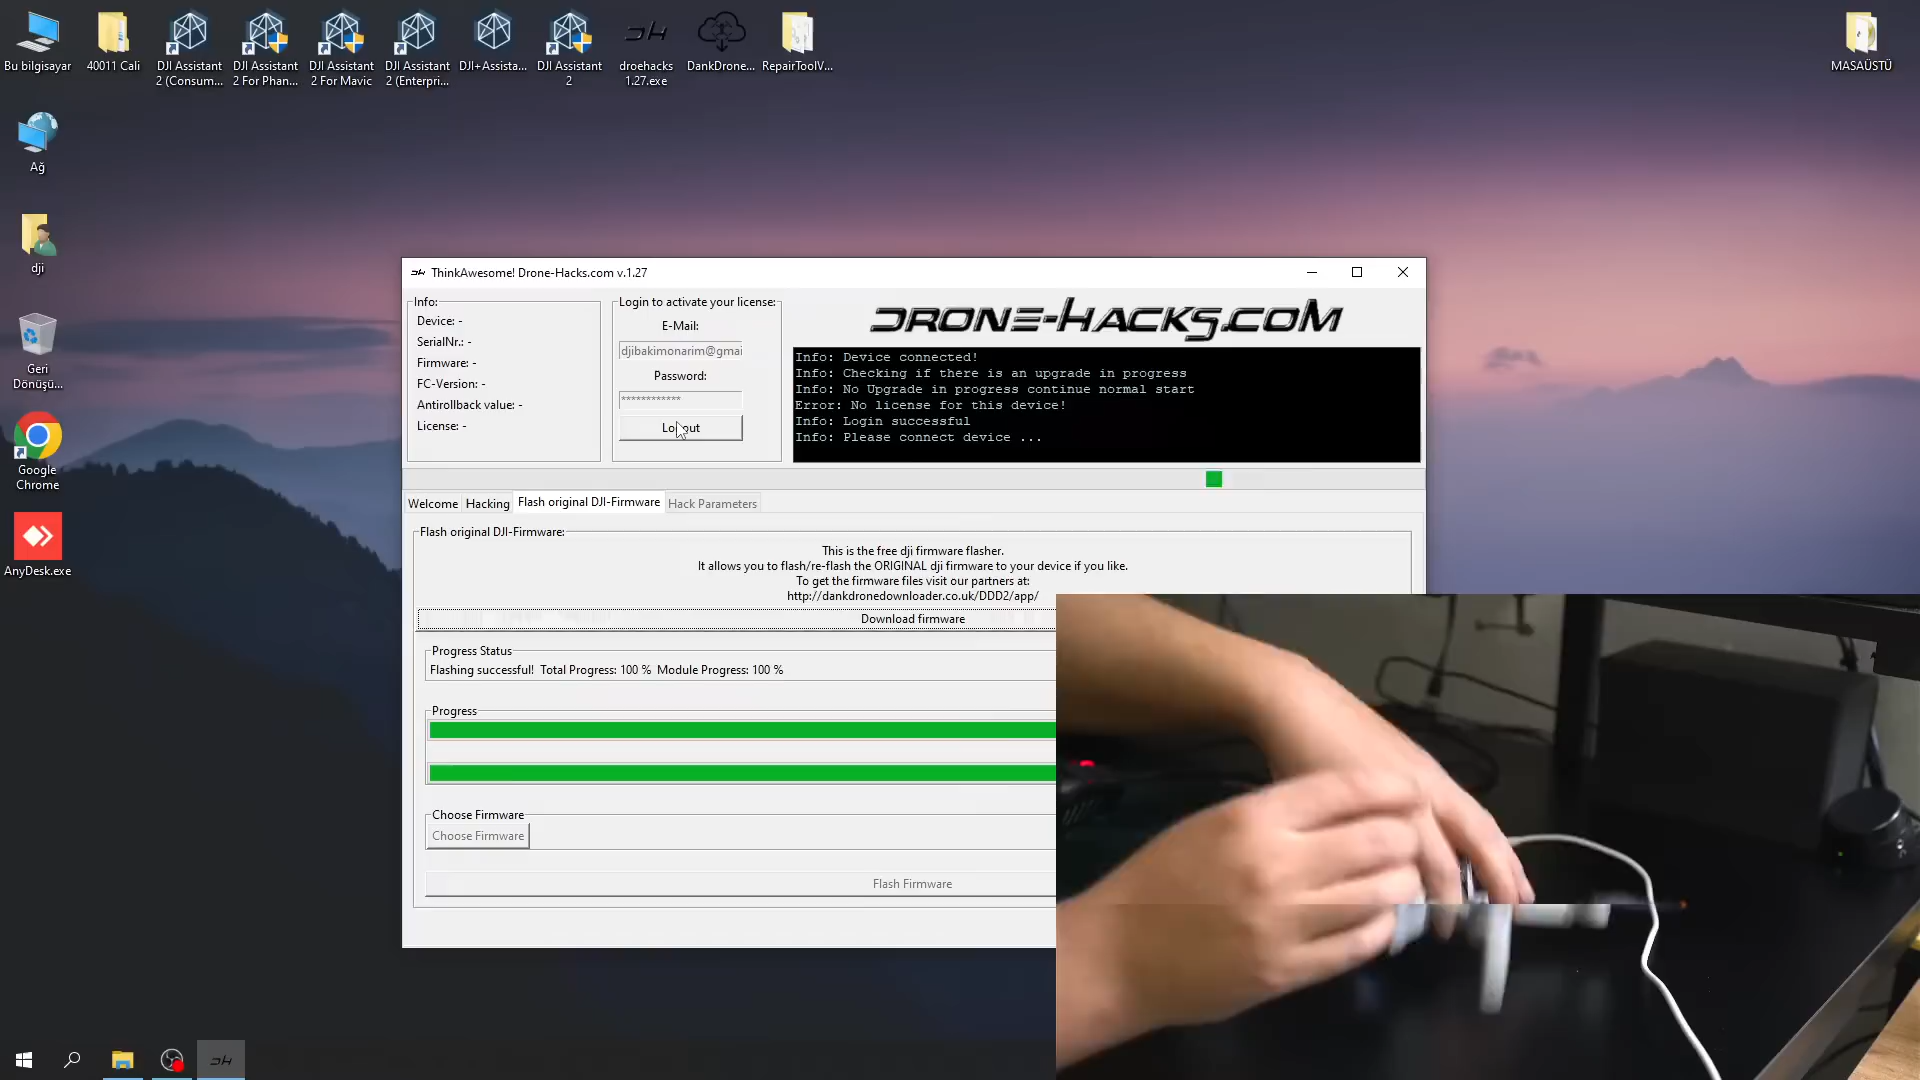 Bu bilgisayar
40011 Cali
DJI Assistant
2 (Consum...
DJI Assistant
2 For Phan...
DJI Assistant
2 For Mavic
DJI Assistant
2 (Enterpri...
DJI+Assista...
DJI Assistant
2
droehacks
1.27.exe
DankDrone...
RepairToolV...
MASAÜSTÜ
Ağ
dji
Geri
Dönüşü...
Google
Chrome
AnyDesk.exe
ThinkAwesome! Drone-Hacks.com v.1.27
Info:
Device: -
SerialNr.: -
Firmware: -
FC-Version: -
Antirollback value: -
License: -
Login to activate your license:
E-Mail:
djibakimonarim@gmai
Password:
************
Logout
DRONE-HACKS.COM
Info: Device connected!
Info: Checking if there is an upgrade in progress
Info: No Upgrade in progress continue normal start
Error: No license for this device!
Info: Login successful
Info: Please connect device ...
Welcome
Hacking
Flash original DJI-Firmware
Hack Parameters
Flash original DJI-Firmware:
This is the free dji firmware flasher.
It allows you to flash/re-flash the ORIGINAL dji firmware to your device if you like.
To get the firmware files visit our partners at:
http://dankdronedownloader.co.uk/DDD2/app/
Download firmware
Progress Status
Flashing successful! Total Progress: 100 % Module Progress: 100 %
Progress
Choose Firmware
Choose Firmware
Flash Firmware